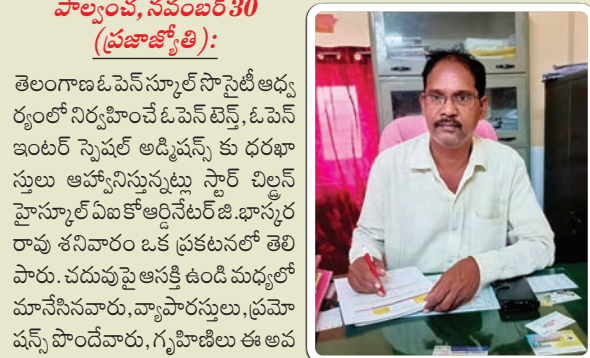 పాల్వంచ, నవంబర్ 30
(ప్రజాజ్యోతి):
తెలంగాణ ఓపెన్ స్కూల్ సొసైటీ ఆధ్వ
ర్యంలో నిర్వహించే ఓపెన్ టెన్త్, ఓపెన్
ఇంటర్ స్పెషల్ అడ్మిషన్స్ కు ధరఖా
స్తులు ఆహ్వానిస్తున్నట్లు స్టార్ చిల్డ్రన్
హైస్కూల్ ఏఐ కోఆర్డినేటర్ జి.భాస్కర
రావు శనివారం ఒక ప్రకటనలో తెలి
పారు. చదువుపై ఆసక్తి ఉండి మధ్యలో
మానేసినవారు, వ్యాపారస్తులు, ప్రమో
షన్స్ పొందేవారు, గృహిణిలు ఈ అవ